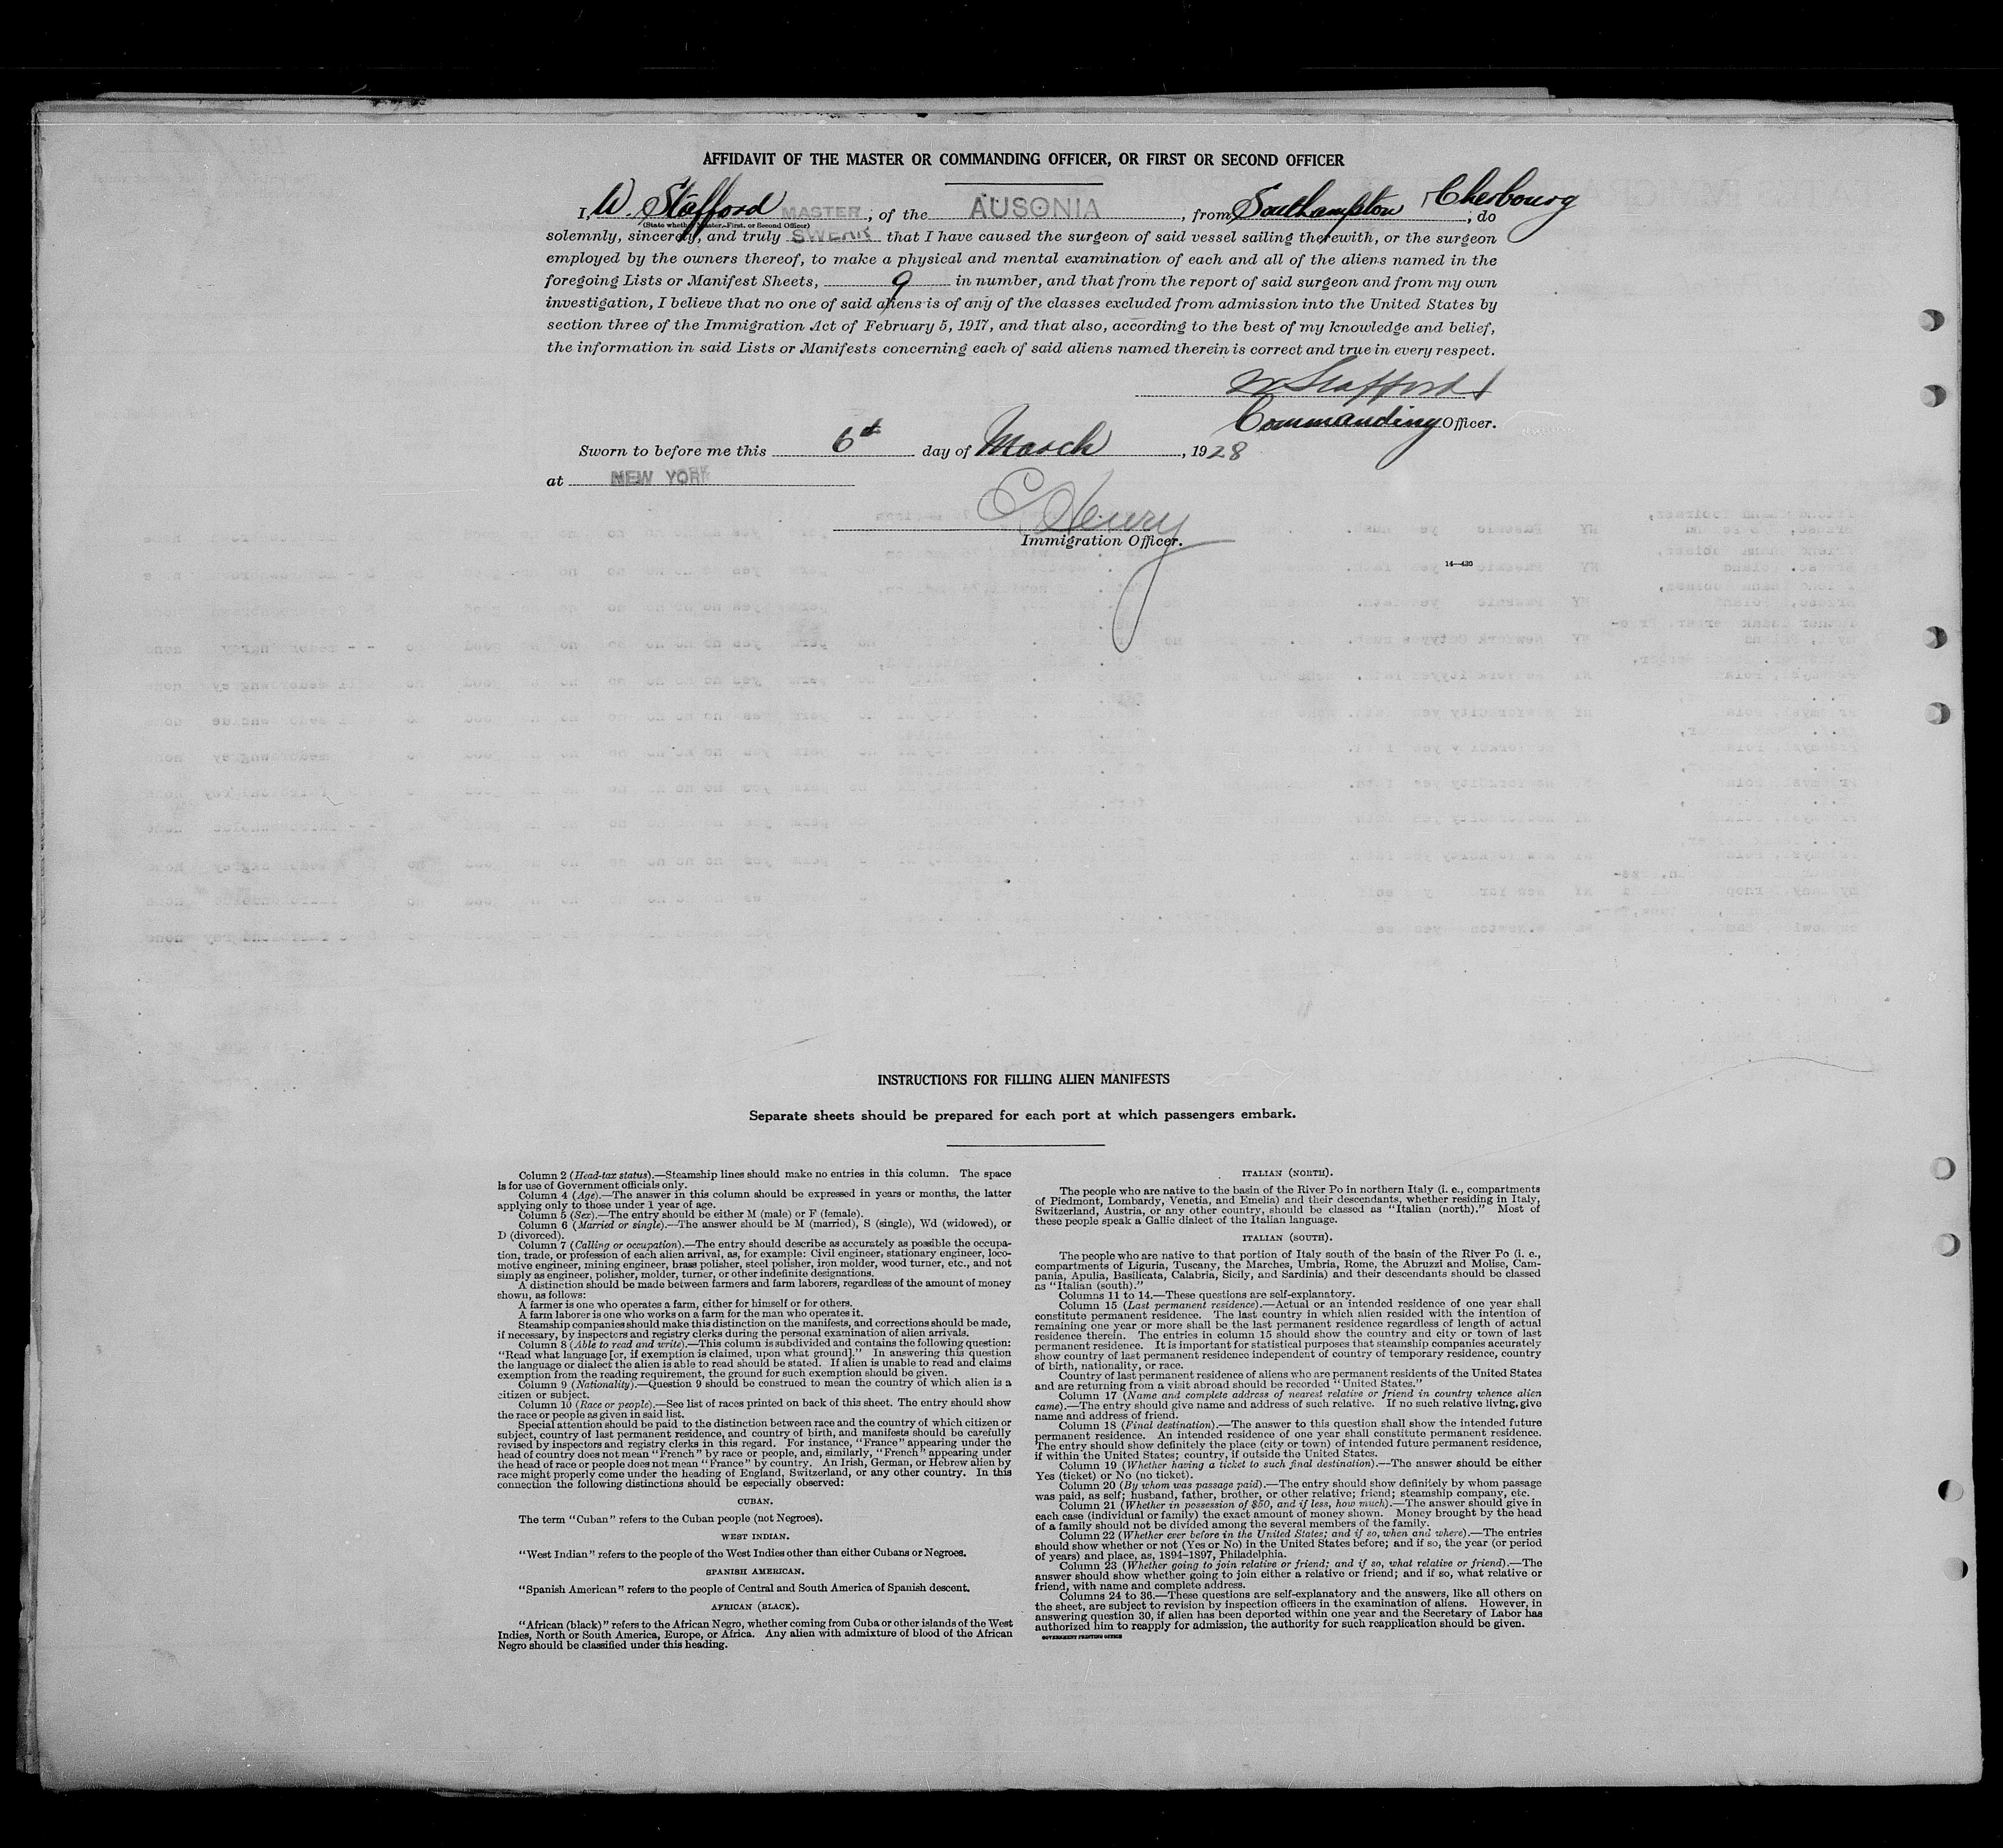 AFFIDAVIT OF THE MASTER OR COMMANDING OFFICER, OR FIRST OR SECOND OFFICER
I, W. Stafford MASTER, of the AUSONIA, from Southampton Cherbourg; do
(State whether Master, First, or Second Officer)
solemnly, sincerely, and truly SWEAR that I have caused the surgeon of said vessel sailing therewith, or the surgeon
employed by the owners thereof, to make a physical and mental examination of each and all of the aliens named in the
foregoing Lists or Manifest Sheets, 9 in number, and that from the report of said surgeon and from my own
investigation, I believe that no one of said aliens is of any of the classes excluded from admission into the United States by
section three of the Immigration Act of February 5, 1917, and that also, according to the best of my knowledge and belief,
the information in said Lists or Manifests concerning each of said aliens named therein is correct and true in every respect.
W Stafford
Commanding Officer.
Sworn to before me this 6th day of March, 1928
at NEW YORK
Henry
Immigration Officer.
14—430
INSTRUCTIONS FOR FILLING ALIEN MANIFESTS
Separate sheets should be prepared for each port at which passengers embark.
Column 2 (Head-tax status).—Steamship lines should make no entries in this column. The space
is for use of Government officials only.
Column 4 (Age).—The answer in this column should be expressed in years or months, the latter
applying only to those under 1 year of age.
Column 5 (Sex).—The entry should be either M (male) or F (female).
Column 6 (Married or single).—The answer should be M (married), S (single), Wd (widowed), or
D (divorced).
Column 7 (Calling or occupation).—The entry should describe as accurately as possible the occupa-
tion, trade, or profession of each alien arrival, as, for example: Civil engineer, stationary engineer, loco-
motive engineer, mining engineer, brass polisher, steel polisher, iron molder, wood turner, etc., and not
simply as engineer, polisher, molder, turner, or other indefinite designations.
A distinction should be made between farmers and farm laborers, regardless of the amount of money
shown, as follows:
A farmer is one who operates a farm, either for himself or for others.
A farm laborer is one who works on a farm for the man who operates it.
Steamship companies should make this distinction on the manifests, and corrections should be made,
if necessary, by inspectors and registry clerks during the personal examination of alien arrivals.
Column 8 (Able to read and write).—This column is subdivided and contains the following question:
"Read what language [or, if exemption is claimed, upon what ground]." In answering this question
the language or dialect the alien is able to read should be stated. If alien is unable to read and claims
exemption from the reading requirement, the ground for such exemption should be given.
Column 9 (Nationality).—Question 9 should be construed to mean the country of which alien is a
citizen or subject.
Column 10 (Race or people).—See list of races printed on back of this sheet. The entry should show
the race or people as given in said list.
Special attention should be paid to the distinction between race and the country of which citizen or
subject, country of last permanent residence, and country of birth, and manifests should be carefully
revised by inspectors and registry clerks in this regard. For instance, "France" appearing under the
head of country does not mean "French" by race or people, and, similarly, "French" appearing under
the head of race or people does not mean "France" by country. An Irish, German, or Hebrew alien by
race might properly come under the heading of England, Switzerland, or any other country. In this
connection the following distinctions should be especially observed:
CUBAN.
The term "Cuban" refers to the Cuban people (not Negroes).
WEST INDIAN.
"West Indian" refers to the people of the West Indies other than either Cubans or Negroes.
SPANISH AMERICAN.
"Spanish American" refers to the people of Central and South America of Spanish descent.
AFRICAN (BLACK).
"African (black)" refers to the African Negro, whether coming from Cuba or other islands of the West
Indies, North or South America, Europe, or Africa. Any alien with admixture of blood of the African
Negro should be classified under this heading.
ITALIAN (NORTH).
The people who are native to the basin of the River Po in northern Italy (i. e., compartments
of Piedmont, Lombardy, Venetia, and Emelia) and their descendants, whether residing in Italy,
Switzerland, Austria, or any other country, should be classed as "Italian (north)." Most of
these people speak a Gallic dialect of the Italian language.
ITALIAN (SOUTH).
The people who are native to that portion of Italy south of the basin of the River Po (i. e.,
compartments of Liguria, Tuscany, the Marches, Umbria, Rome, the Abruzzi and Molise, Cam-
pania, Apulia, Basilicata, Calabria, Sicily, and Sardinia) and their descendants should be classed
as "Italian (south)."
Columns 11 to 14.—These questions are self-explanatory.
Column 15 (Last permanent residence).—Actual or an intended residence of one year shall
constitute permanent residence. The last country in which alien resided with the intention of
remaining one year or more shall be the last permanent residence regardless of length of actual
residence therein. The entries in column 15 should show the country and city or town of last
permanent residence. It is important for statistical purposes that steamship companies accurately
show country of last permanent residence independent of country of temporary residence, country
of birth, nationality, or race.
Country of last permanent residence of aliens who are permanent residents of the United States
and are returning from a visit abroad should be recorded "United States."
Column 17 (Name and complete address of nearest relative or friend in country whence alien
came).—The entry should give name and address of such relative. If no such relative living, give
name and address of friend.
Column 18 (Final destination).—The answer to this question shall show the intended future
permanent residence. An intended residence of one year shall constitute permanent residence.
The entry should show definitely the place (city or town) of intended future permanent residence,
if within the United States; country, if outside the United States.
Column 19 (Whether having a ticket to such final destination).—The answer should be either
Yes (ticket) or No (no ticket).
Column 20 (By whom was passage paid).—The entry should show definitely by whom passage
was paid, as self; husband, father, brother, or other relative; friend; steamship company, etc.
Column 21 (Whether in possession of $50, and if less, how much).—The answer should give in
each case (individual or family) the exact amount of money shown. Money brought by the head
of a family should not be divided among the several members of the family.
Column 22 (Whether ever before in the United States; and if so, when and where).—The entries
should show whether or not (Yes or No) in the United States before; and if so, the year (or period
of years) and place, as, 1894–1897, Philadelphia.
Column 23 (Whether going to join relative or friend; and if so, what relative or friend).—The
answer should show whether going to join either a relative or friend; and if so, what relative or
friend, with name and complete address.
Columns 24 to 36.—These questions are self-explanatory and the answers, like all others on
the sheet, are subject to revision by inspection officers in the examination of aliens. However, in
answering question 30, if alien has been deported within one year and the Secretary of Labor has
authorized him to reapply for admission, the authority for such reapplication should be given.
GOVERNMENT PRINTING OFFICE